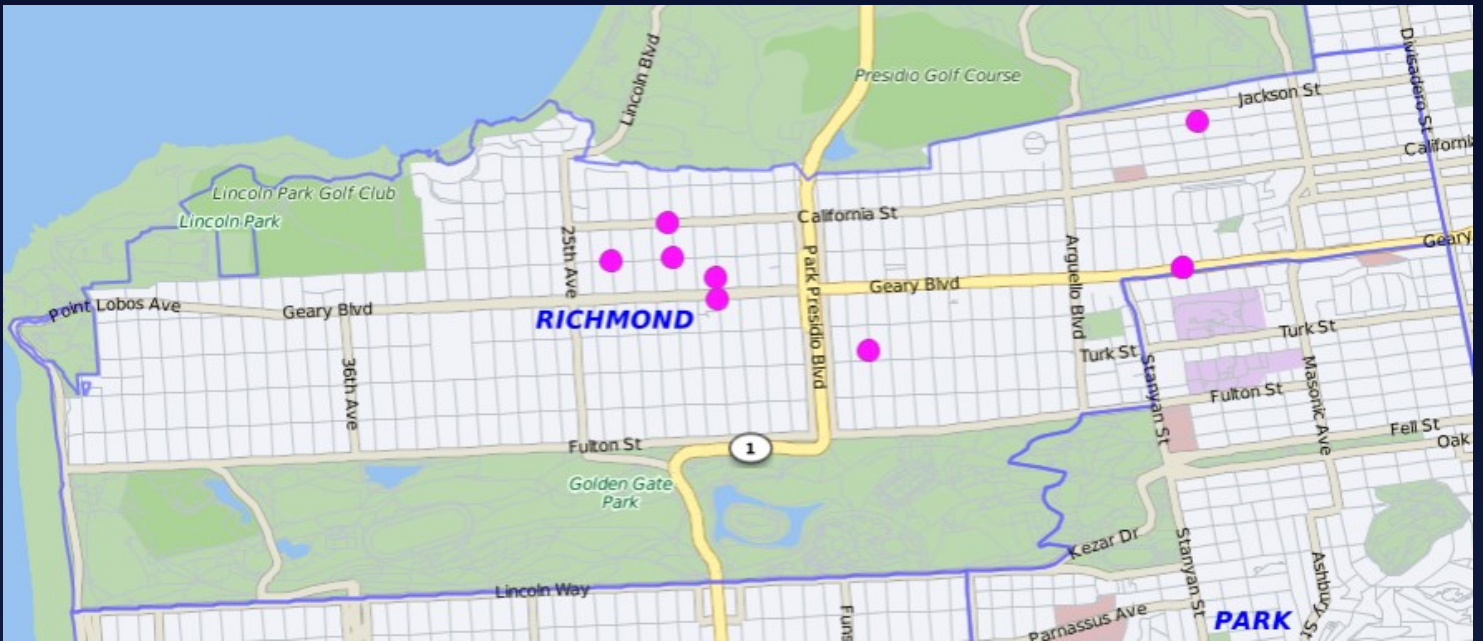 Lincoln Blvd
Presidio Golf Course
Divisadero St
Jackson St
California
Lincoln Park Golf Club
Lincoln Park
California St
25th Ave
Park Presidio Blvd
Arguello Blvd
Geary
Point Lobos Ave
Geary Blvd
Geary Blvd
RICHMOND
36th Ave
Turk St
Turk St
Stanyan St
Masonic Ave
Fulton St
Fulton St
1
Fell St
Oak
Golden Gate
Park
Kezar Dr
Stanyan St
Ashbury St
Lincoln Way
Funs
Parnassus Ave
PARK